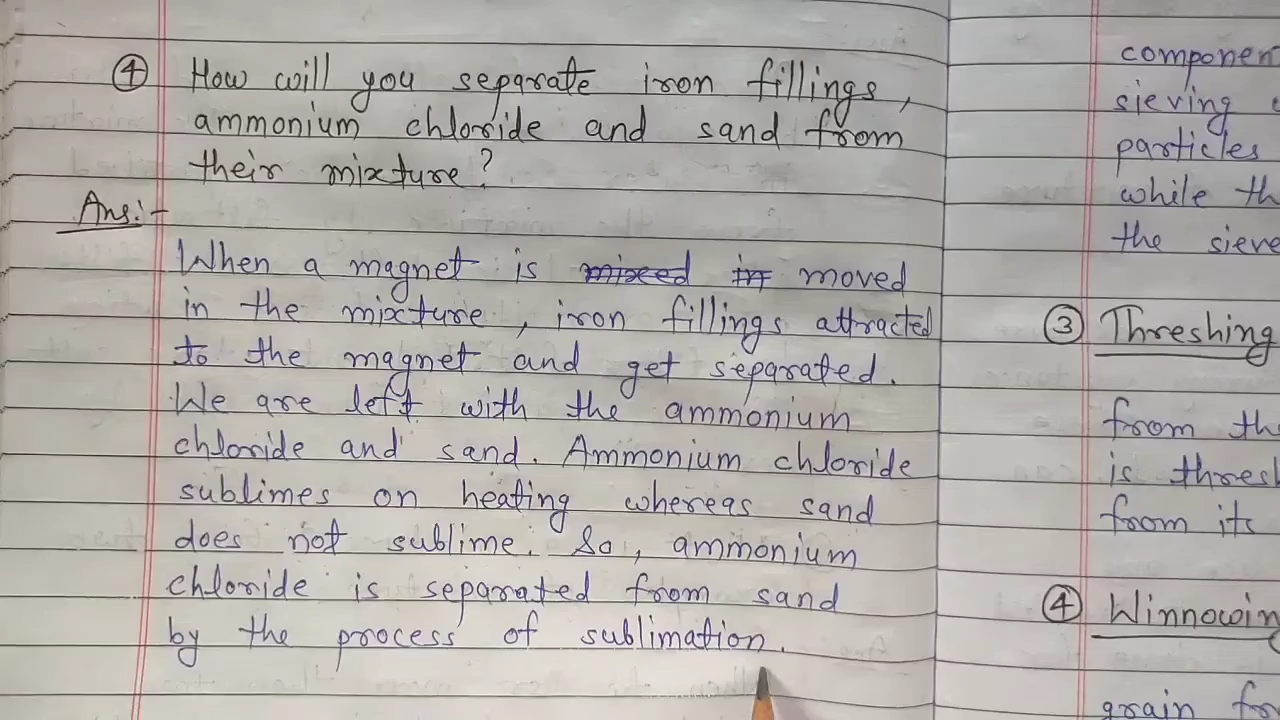 ④ How will you separate iron fillings,
ammonium chloride and sand from
their mixture?
Ans:-
When a magnet is mixed in moved
in the mixture, iron fillings attracted
to the magnet and get separated.
We are left with the ammonium
chloride and sand. Ammonium chloride
sublimes on heating whereas sand
does not sublime. So, ammonium
chloride is separated from sand
by the process of sublimation.
componen
sieving
particles
while th
the sieve
③ Threshing
from the
is thresh
from its
④ Winnowin
grain fr